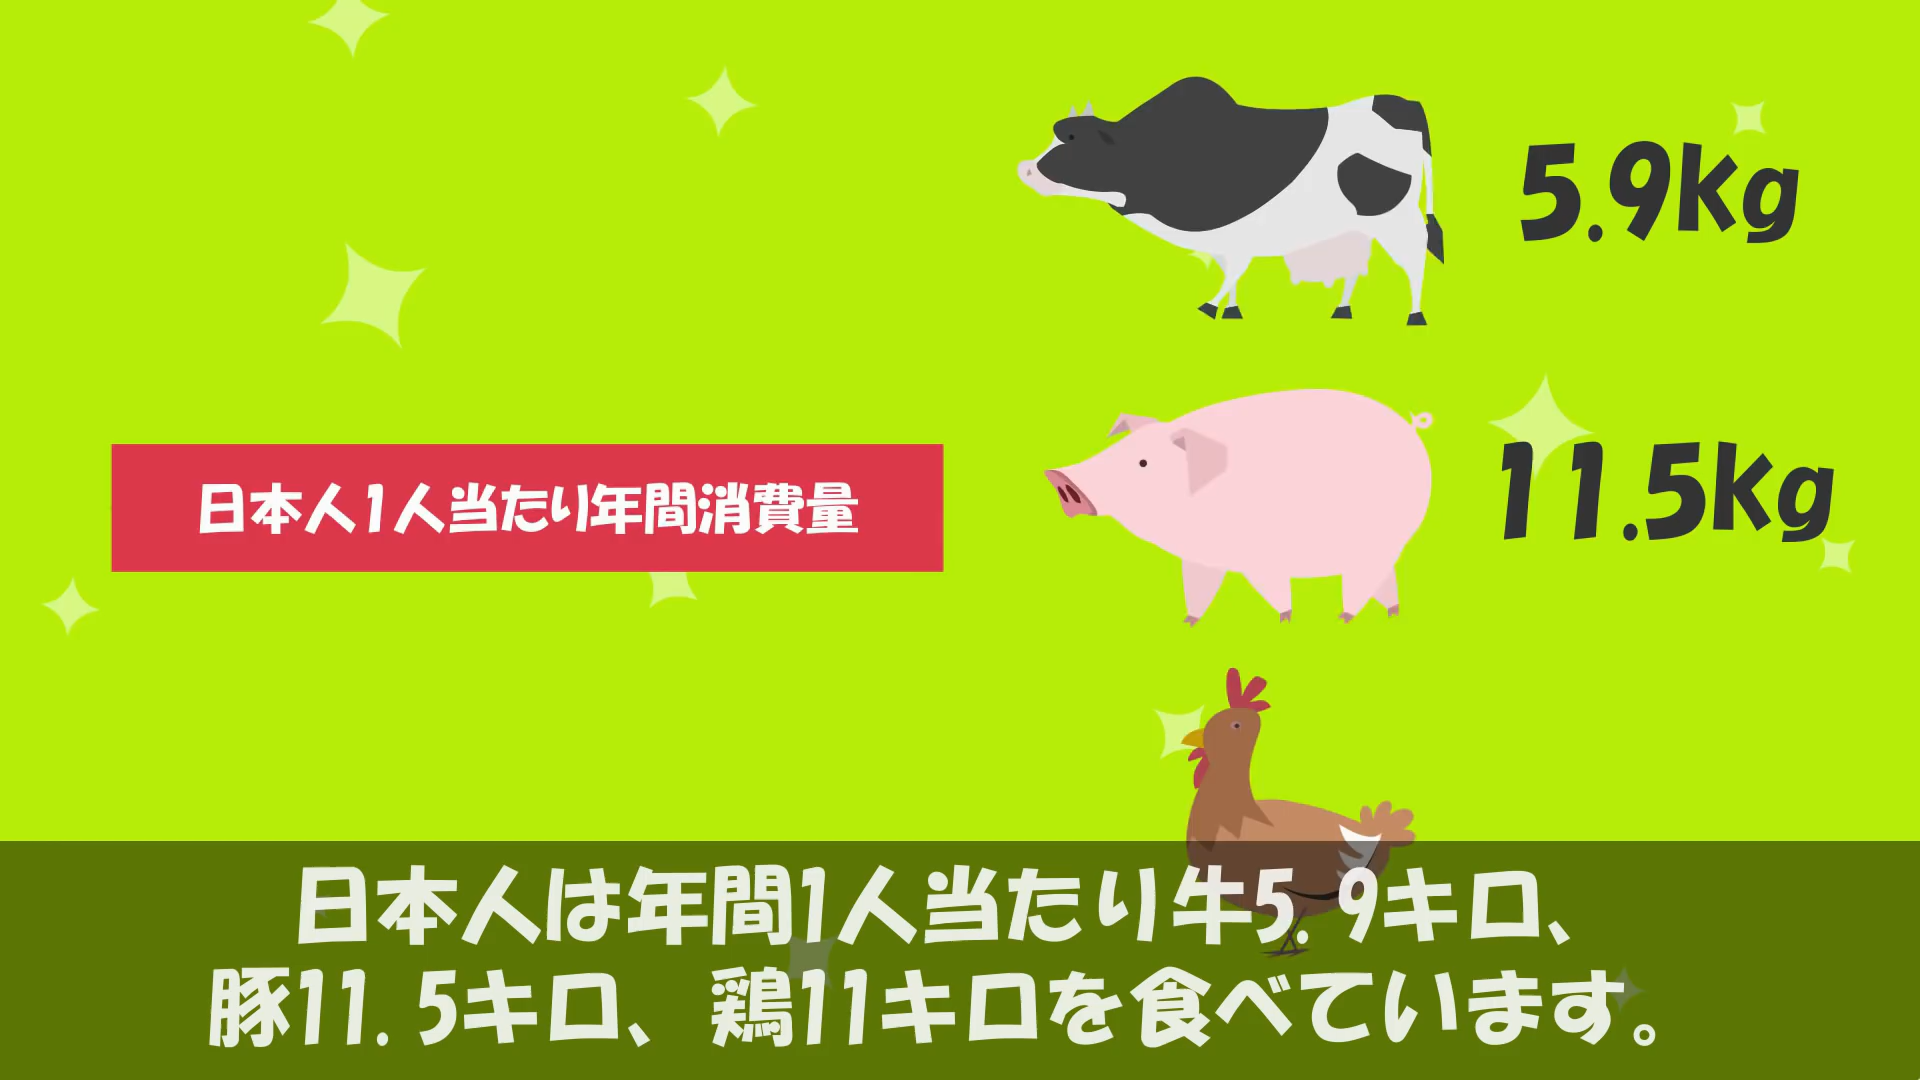 5.9kg
日本人1人当たり年間消費量
11.5kg
日本人は年間1人当たり牛5.9キロ、
豚11.5キロ、鶏11キロを食べています。